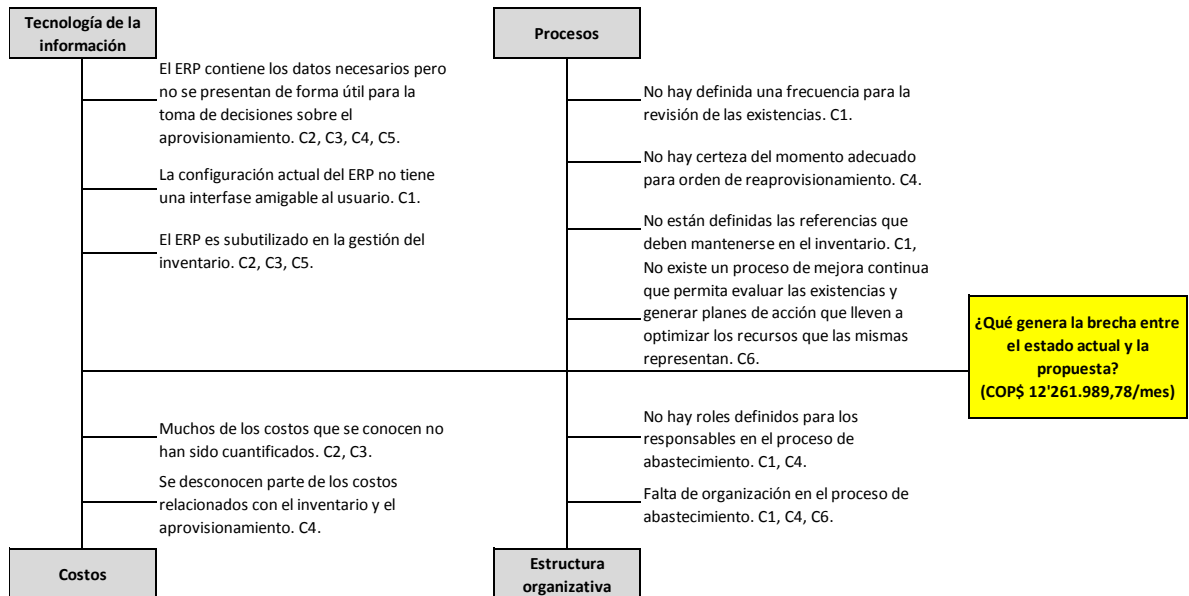 Tecnología de la
información
El ERP contiene los datos necesarios pero
no se presentan de forma útil para la
toma de decisiones sobre el
aprovisionamiento. C2, C3, C4, C5.
La configuración actual del ERP no tiene
una interfase amigable al usuario. C1.
El ERP es subutilizado en la gestión del
inventario. C2, C3, C5.
Procesos
No hay definida una frecuencia para la
revisión de las existencias. C1.
No hay certeza del momento adecuado
para orden de reaprovisionamiento. C4.
No están definidas las referencias que
deben mantenerse en el inventario. C1,
No existe un proceso de mejora continua
que permita evaluar las existencias y
generar planes de acción que lleven a
optimizar los recursos que las mismas
representan. C6.
¿Qué genera la brecha entre
el estado actual y la
propuesta?
(COP$ 12'261.989,78/mes)
Muchos de los costos que se conocen no
han sido cuantificados. C2, C3.
Se desconocen parte de los costos
relacionados con el inventario y el
aprovisionamiento. C4.
Costos
No hay roles definidos para los
responsables en el proceso de
abastecimiento. C1, C4.
Falta de organización en el proceso de
abastecimiento. C1, C4, C6.
Estructura
organizativa